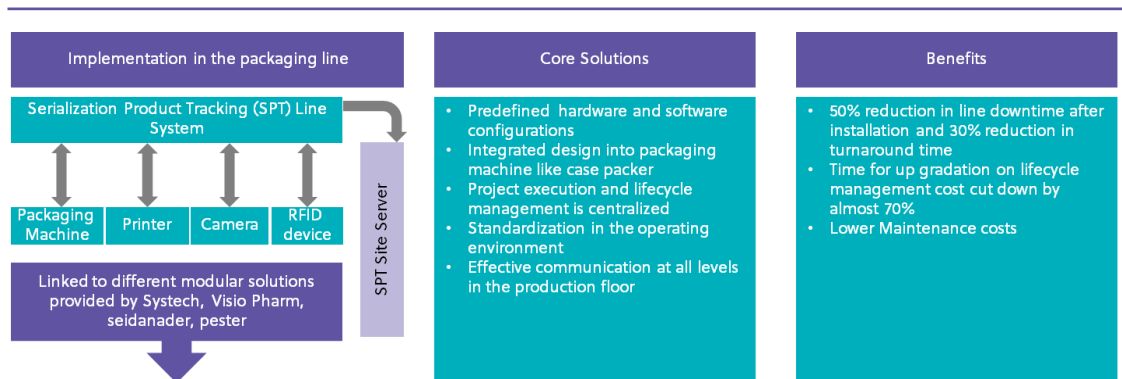 Implementation in the packaging line
Serialization Product Tracking (SPT) Line
System
Packaging
Machine
Printer
Camera
RFID
device
SPT Site Server
Linked to different modular solutions
provided by Systech, Visio Pharm,
seidanader, pester
Core Solutions
• Predefined hardware and software
configurations
• Integrated design into packaging
machine like case packer
• Project execution and lifecycle
management is centralized
• Standardization in the operating
environment
• Effective communication at all levels
in the production floor
Benefits
• 50% reduction in line downtime after
installation and 30% reduction in
turnaround time
• Time for up gradation on lifecycle
management cost cut down by
almost 70%
• Lower Maintenance costs